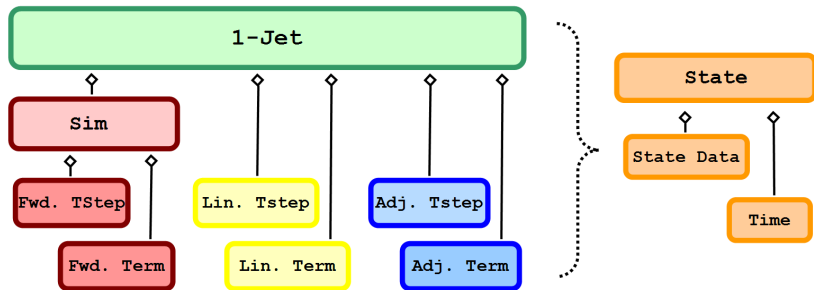 1-Jet
State
Sim
State Data
Fwd. TStep
Lin. Tstep
Adj. Tstep
Time
Fwd. Term
Lin. Term
Adj. Term